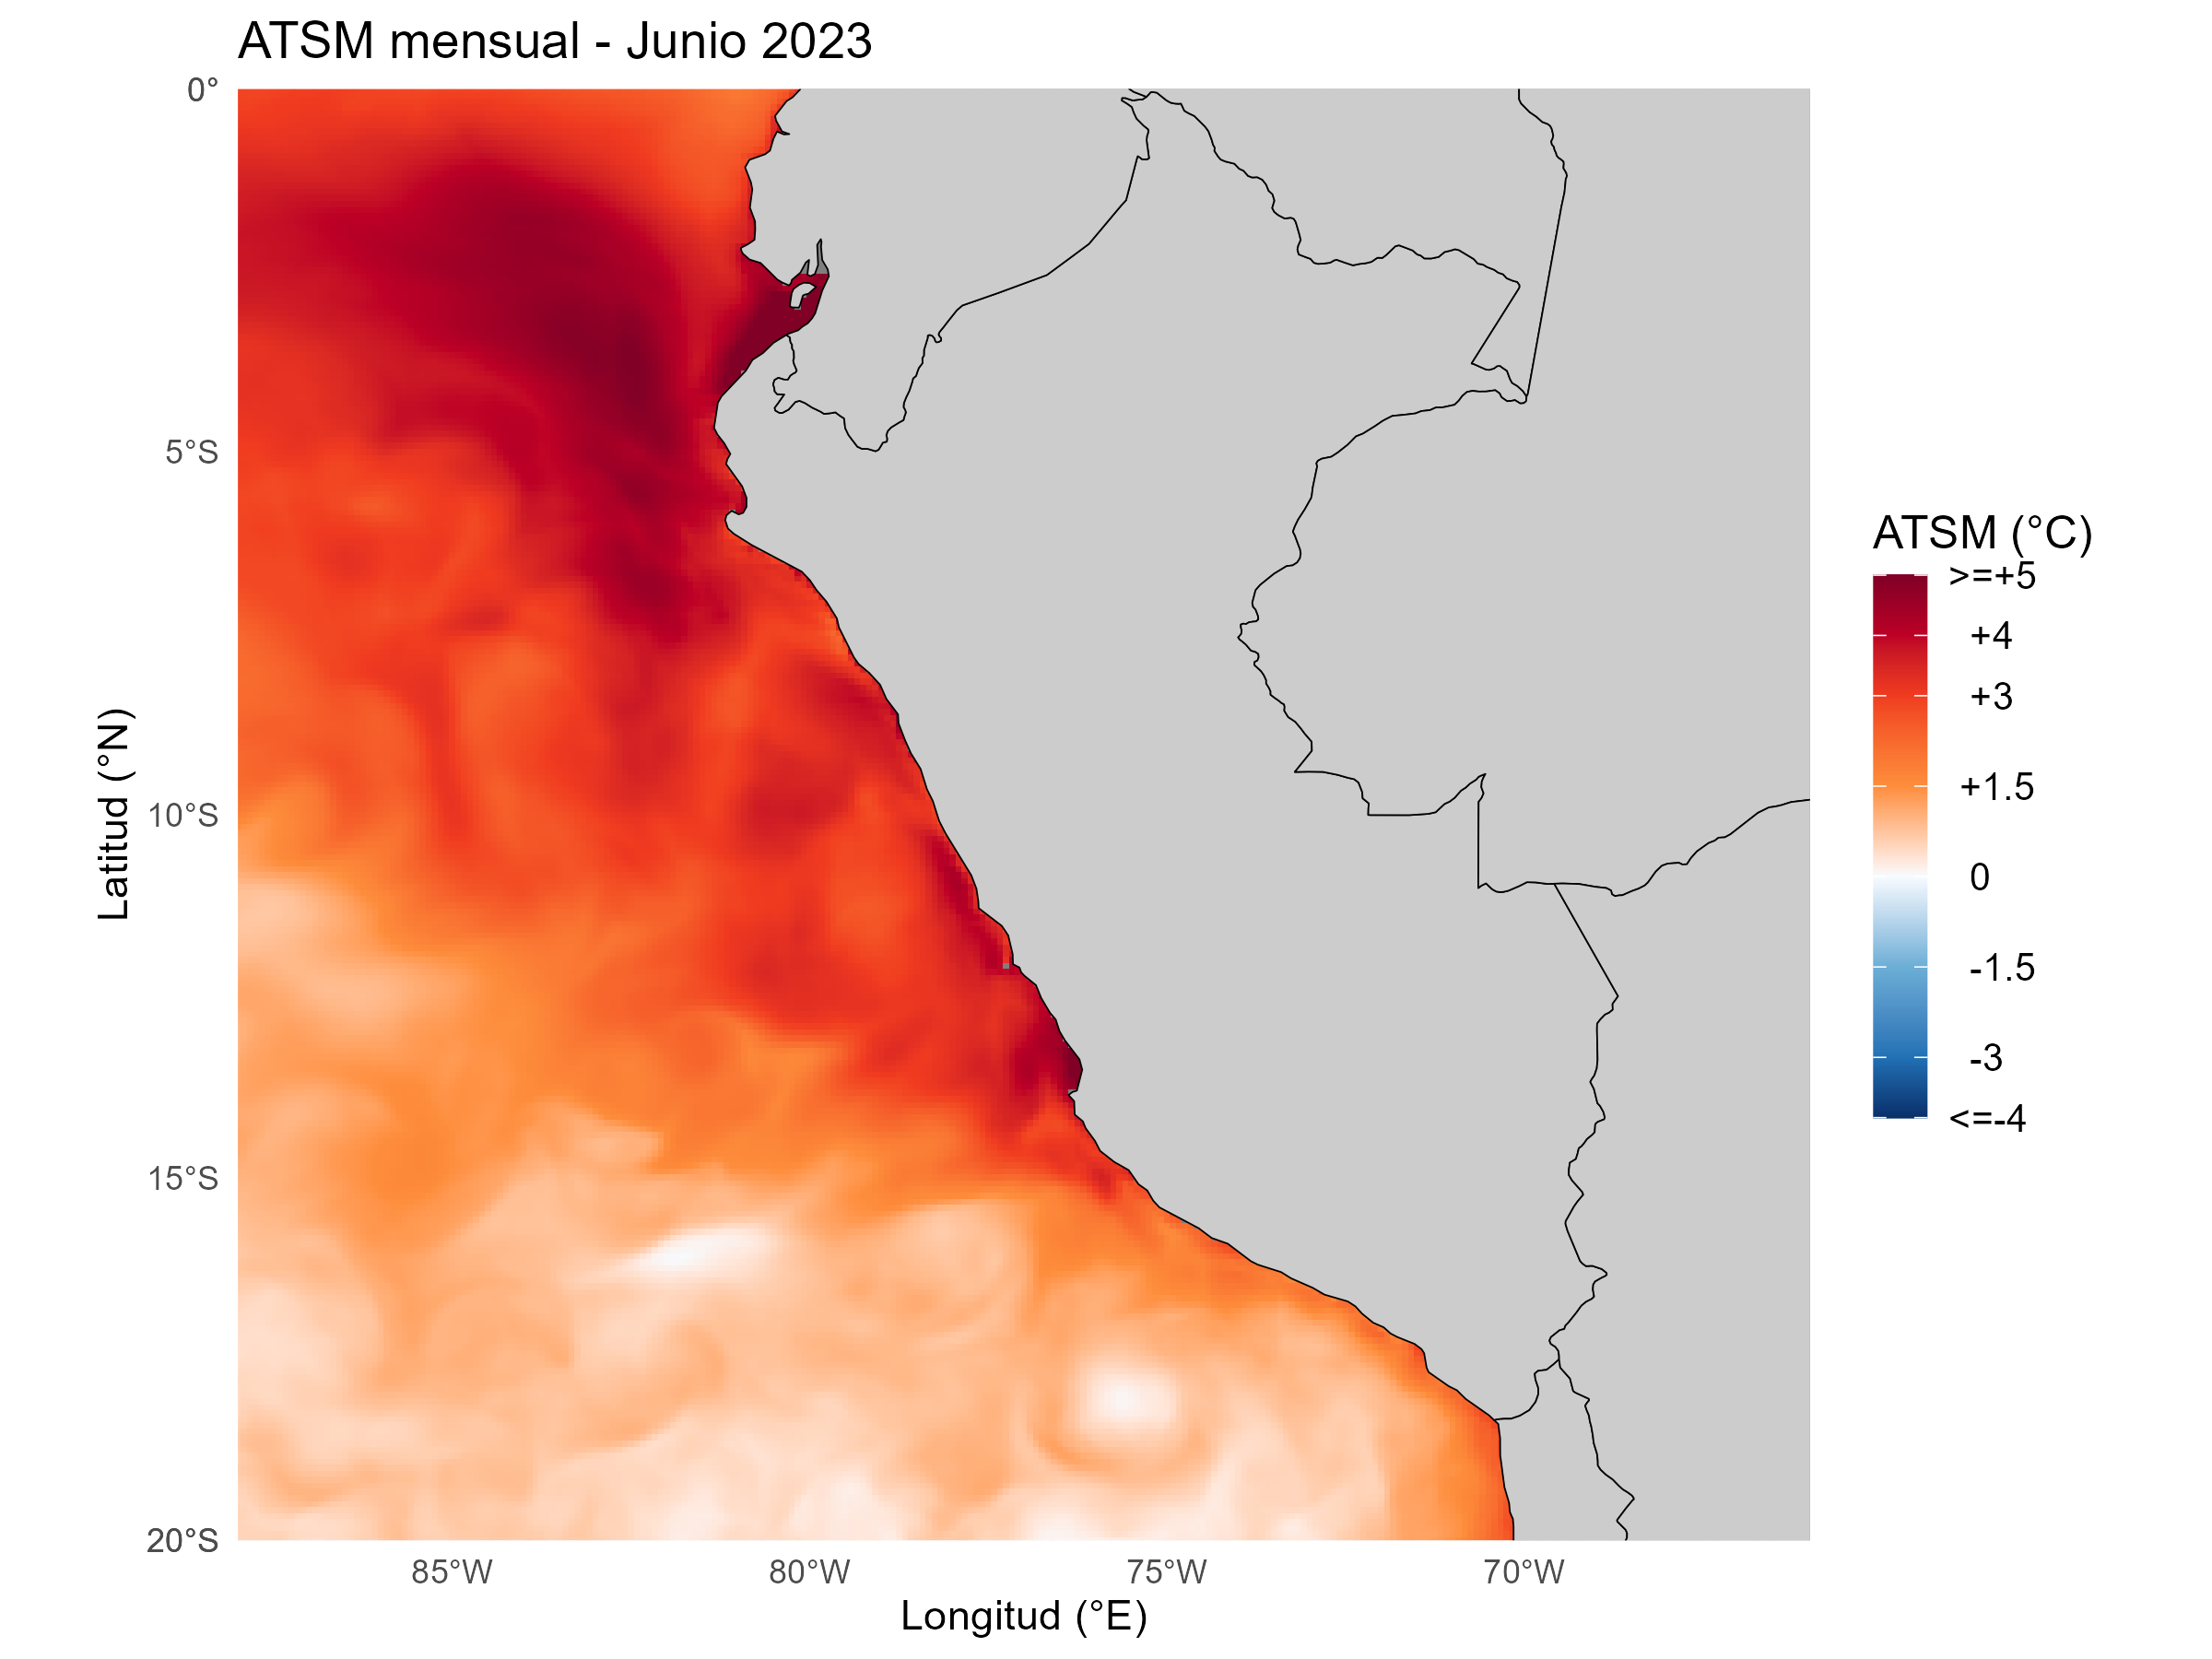 ATSM mensual - Junio 2023
0°
5°S
10°S
15°S
20°S
Latitud (°N)
85°W
80°W
75°W
70°W
Longitud (°E)
ATSM (°C)
>=+5
+4
+3
+1.5
0
-1.5
-3
<=-4